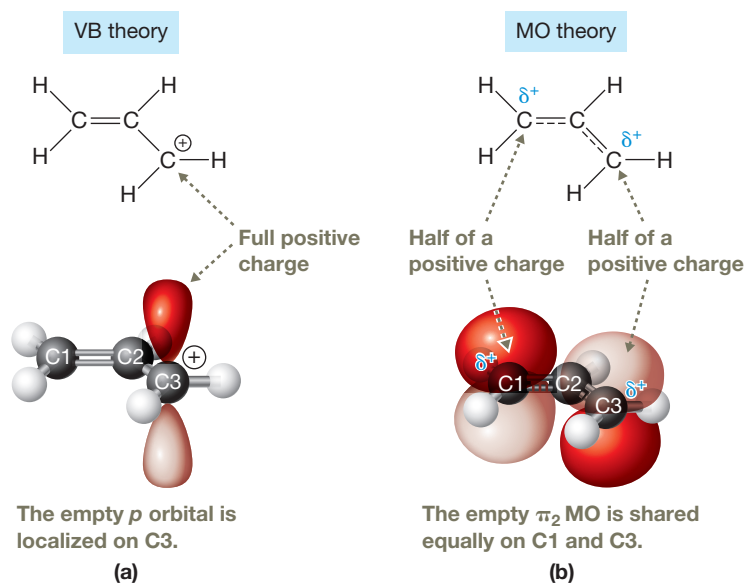 VB theory
H
H
C
C
H
C
⊕
H
H
Full positive
charge
C1
C2
C3
⊕
The empty p orbital is
localized on C3.
(a)
MO theory
H
δ⁺
H
C
C
H
δ⁺
C
H
H
Half of a
positive charge
Half of a
positive charge
δ⁺
C1
C2
C3
δ⁺
The empty π₂ MO is shared
equally on C1 and C3.
(b)